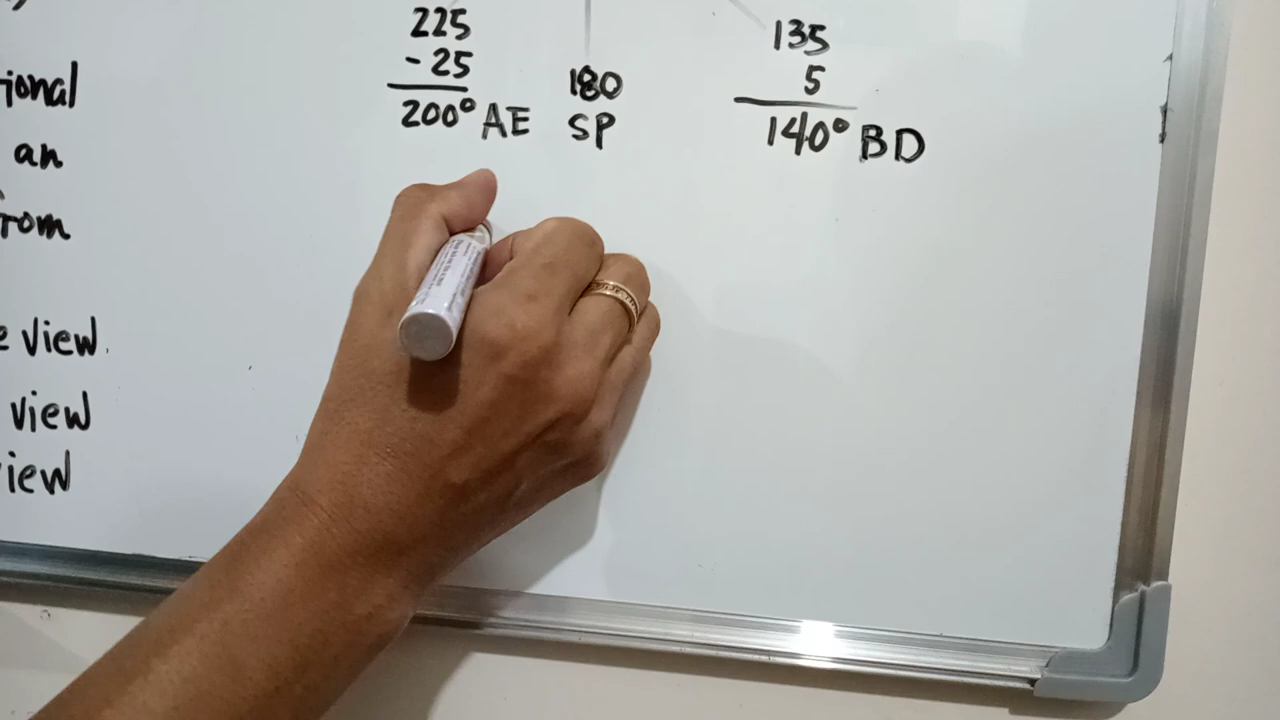 ional
an
rom
view.
view
iew
225
- 25
200° AE
180
SP
135
5
140° BD